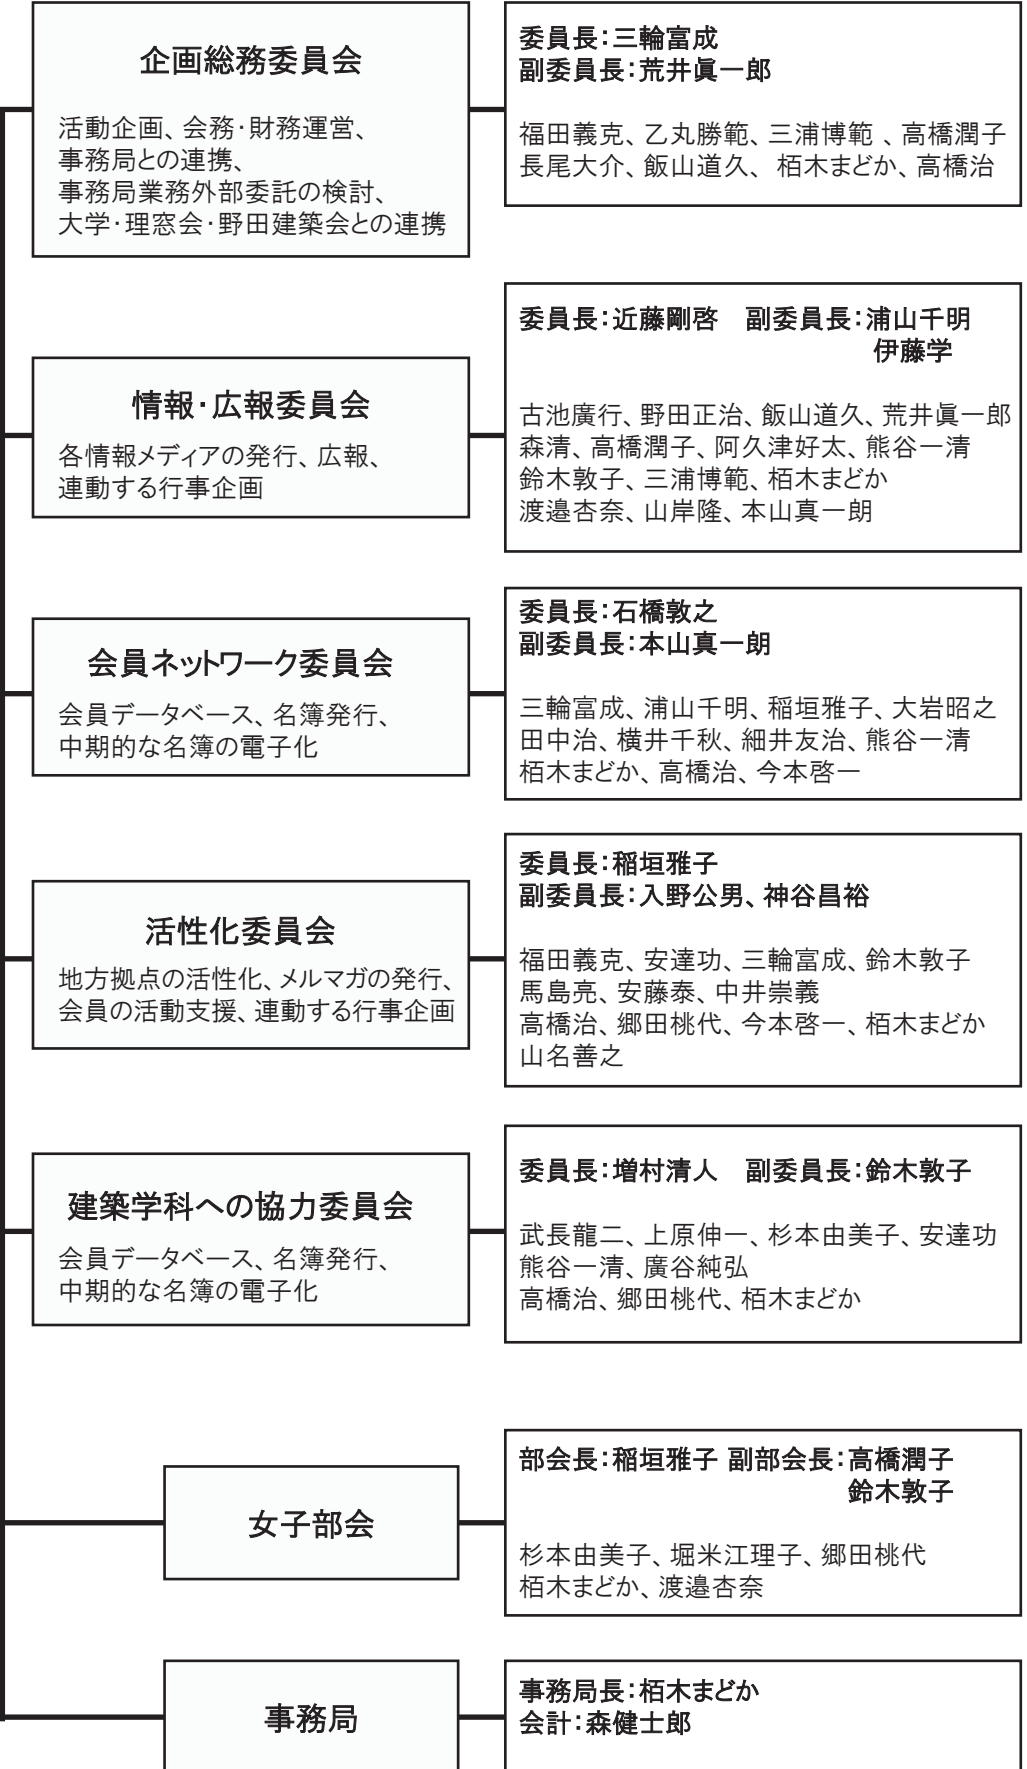 企画総務委員会
活動企画、会務・財務運営、
事務局との連携、
事務局業務外部委託の検討、
大学・理窓会・野田建築会との連携
委員長：三輪富成
副委員長：荒井眞一郎
福田義克、乙丸勝範、三浦博範 、高橋潤子
長尾大介、飯山道久、 栢木まどか、高橋治
情報・広報委員会
各情報メディアの発行、広報、
連動する行事企画
委員長：近藤剛啓　副委員長：浦山千明
伊藤学
古池廣行、野田正治、飯山道久、荒井眞一郎
森清、高橋潤子、阿久津好太、熊谷一清
鈴木敦子、三浦博範、栢木まどか
渡邉杏奈、山岸隆、本山真一朗
会員ネットワーク委員会
会員データベース、名簿発行、
中期的な名簿の電子化
委員長：石橋敦之
副委員長：本山真一朗
三輪富成、浦山千明、稲垣雅子、大岩昭之
田中治、横井千秋、細井友治、熊谷一清
栢木まどか、高橋治、今本啓一
活性化委員会
地方拠点の活性化、メルマガの発行、
会員の活動支援、連動する行事企画
委員長：稲垣雅子
副委員長：入野公男、神谷昌裕
福田義克、安達功、三輪富成、鈴木敦子
馬島亮、安藤泰、中井崇義
高橋治、郷田桃代、今本啓一、栢木まどか
山名善之
建築学科への協力委員会
会員データベース、名簿発行、
中期的な名簿の電子化
委員長：増村清人　副委員長：鈴木敦子
武長龍二、上原伸一、杉本由美子、安達功
熊谷一清、廣谷純弘
高橋治、郷田桃代、栢木まどか
女子部会
部会長：稲垣雅子 副部会長：高橋潤子
鈴木敦子
杉本由美子、堀米江理子、郷田桃代
栢木まどか、渡邉杏奈
事務局
事務局長：栢木まどか
会計：森健士郎